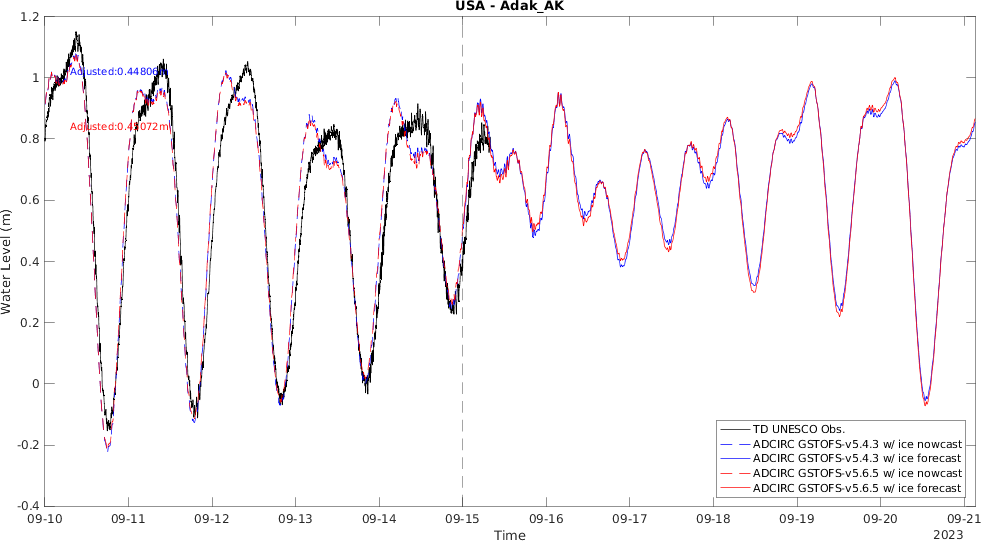 USA - Adak_AK
1.2
1
0.8
0.6
0.4
0.2
0
-0.2
-0.4
Water Level (m)
TD UNESCO Obs.
ADCIRC GSTOFS-v5.4.3 w/ ice nowcast
ADCIRC GSTOFS-v5.4.3 w/ ice forecast
ADCIRC GSTOFS-v5.6.5 w/ ice nowcast
ADCIRC GSTOFS-v5.6.5 w/ ice forecast
09-10 09-11 09-12 09-13 09-14 09-15 09-16 09-17 09-18 09-19 09-20 09-21
Time
2023